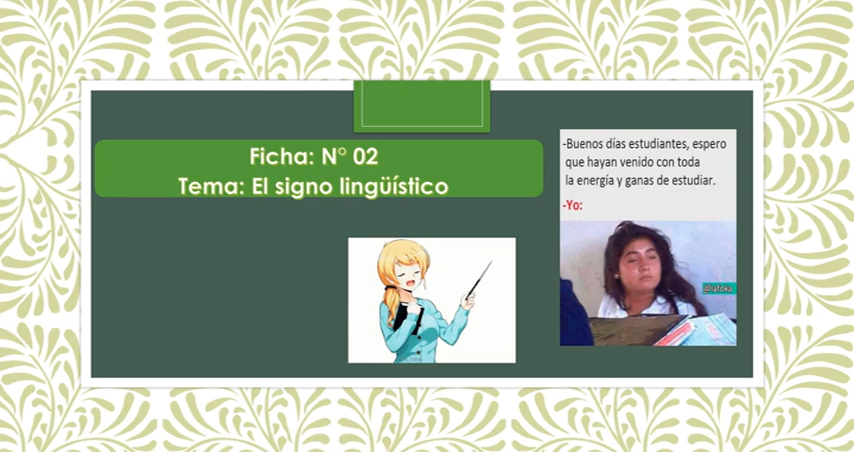 Ficha: N° 02
Tema: El signo lingüístico
-Buenos días estudiantes, espero
que hayan venido con toda
la energía y ganas de estudiar.
-Yo:
@lafoka